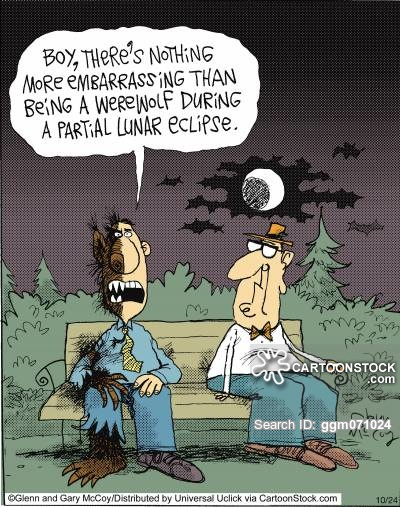 BOY, THERE'S NOTHING
MORE EMBARRASSING THAN
BEING A WEREWOLF DURING
A PARTIAL LUNAR ECLIPSE.
CARTOONSTOCK
.com
Search ID: ggm071024
10/24
©Glenn and Gary McCoy/Distributed by Universal Uclick via CartoonStock.com